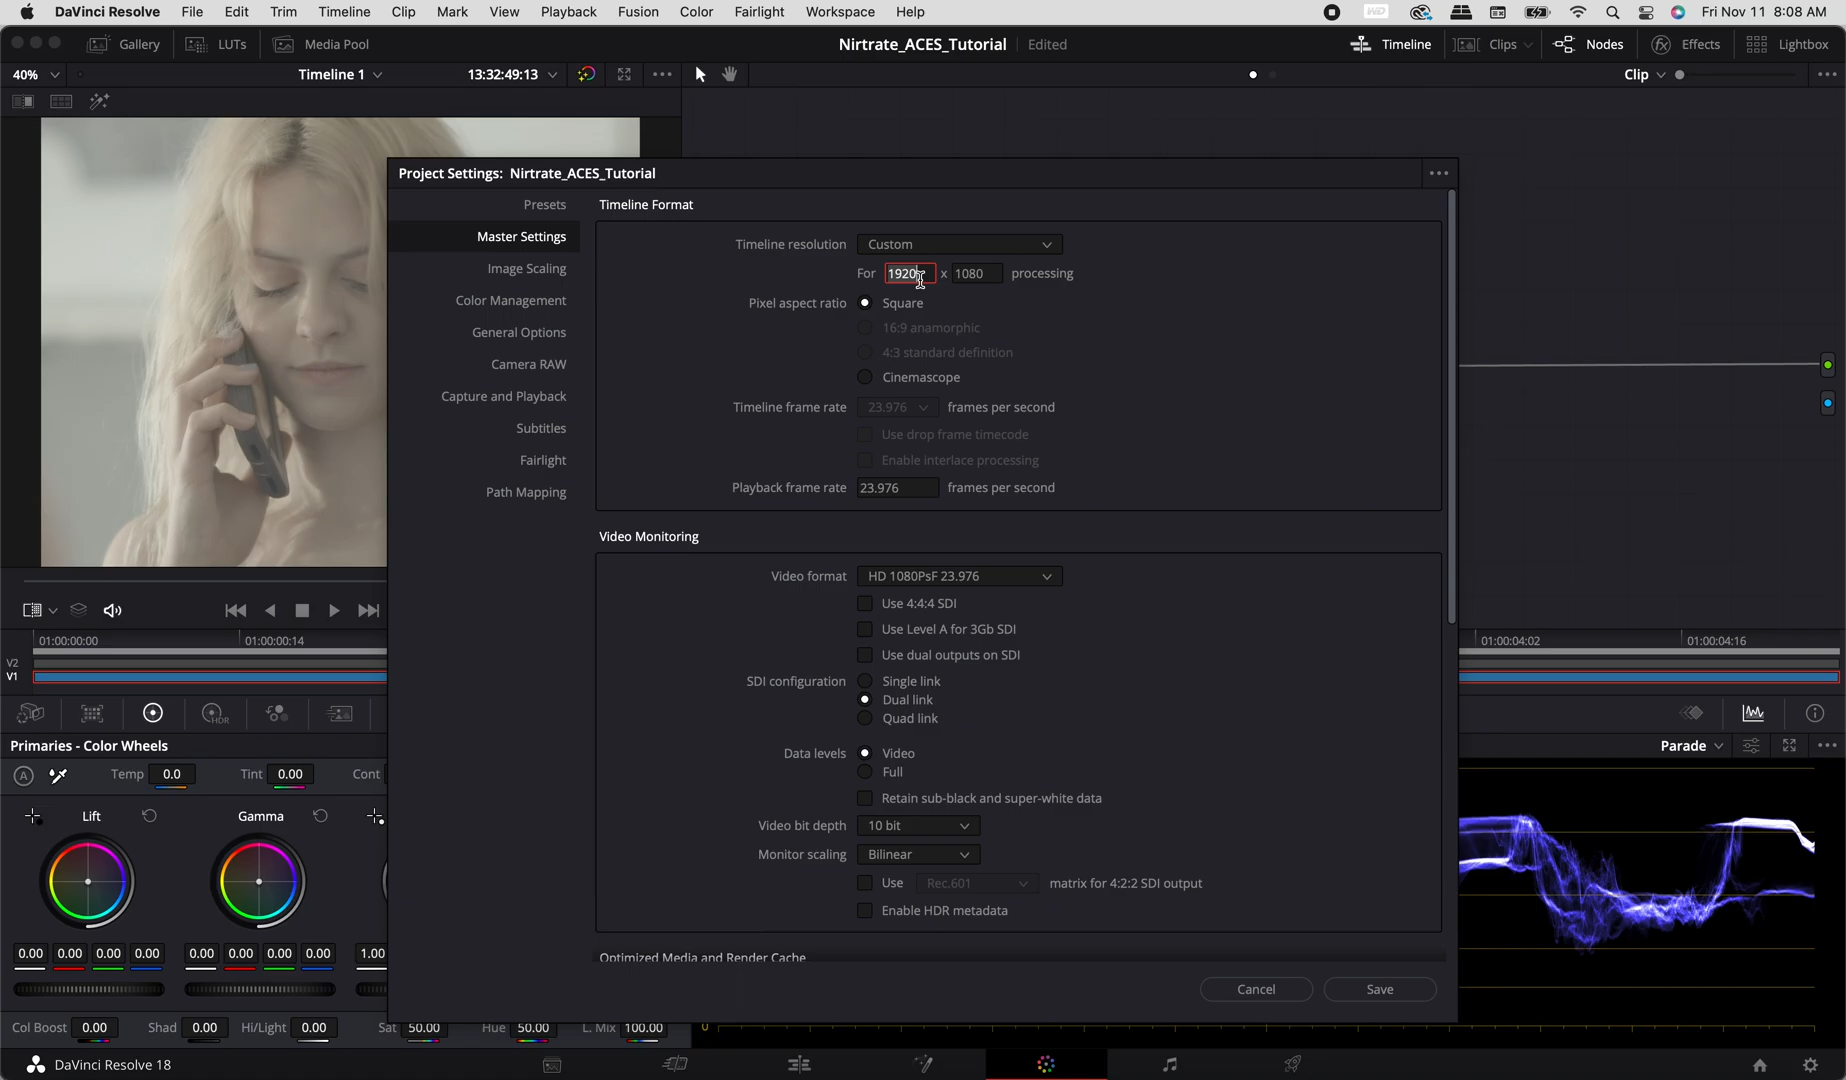 DaVinci Resolve File Edit Trim Timeline Clip Mark View Playback Fusion Color Fairlight Workspace Help Fri Nov 11 8:08 AM
Gallery LUTs Media Pool Nirtrate_ACES_Tutorial Edited Timeline Clips Nodes Effects Lightbox
40% Timeline 1 13:32:49:13 Clip
Project Settings: Nirtrate_ACES_Tutorial
Presets
Master Settings
Image Scaling
Color Management
General Options
Camera RAW
Capture and Playback
Subtitles
Fairlight
Path Mapping
Timeline Format
Timeline resolution Custom
For 1920 x 1080 processing
Pixel aspect ratio Square
16:9 anamorphic
4:3 standard definition
Cinemascope
Timeline frame rate 23.976 frames per second
Use drop frame timecode
Enable interlace processing
Playback frame rate 23.976 frames per second
Video Monitoring
Video format HD 1080PsF 23.976
Use 4:4:4 SDI
Use Level A for 3Gb SDI
Use dual outputs on SDI
SDI configuration Single link
Dual link
Quad link
Data levels Video
Full
Retain sub-black and super-white data
Video bit depth 10 bit
Monitor scaling Bilinear
Use Rec.601 matrix for 4:2:2 SDI output
Enable HDR metadata
Optimized Media and Render Cache
Cancel Save
01:00:00:00 01:00:00:14 01:00:04:02 01:00:04:16
V2
V1
HDR
Primaries - Color Wheels Parade
A Temp 0.0 Tint 0.00 Cont
Lift Gamma
0.00 0.00 0.00 0.00 0.00 0.00 0.00 0.00 1.00
Col Boost 0.00 Shad 0.00 Hi/Light 0.00 Sat 50.00 Hue 50.00 L. Mix 100.00 0
DaVinci Resolve 18